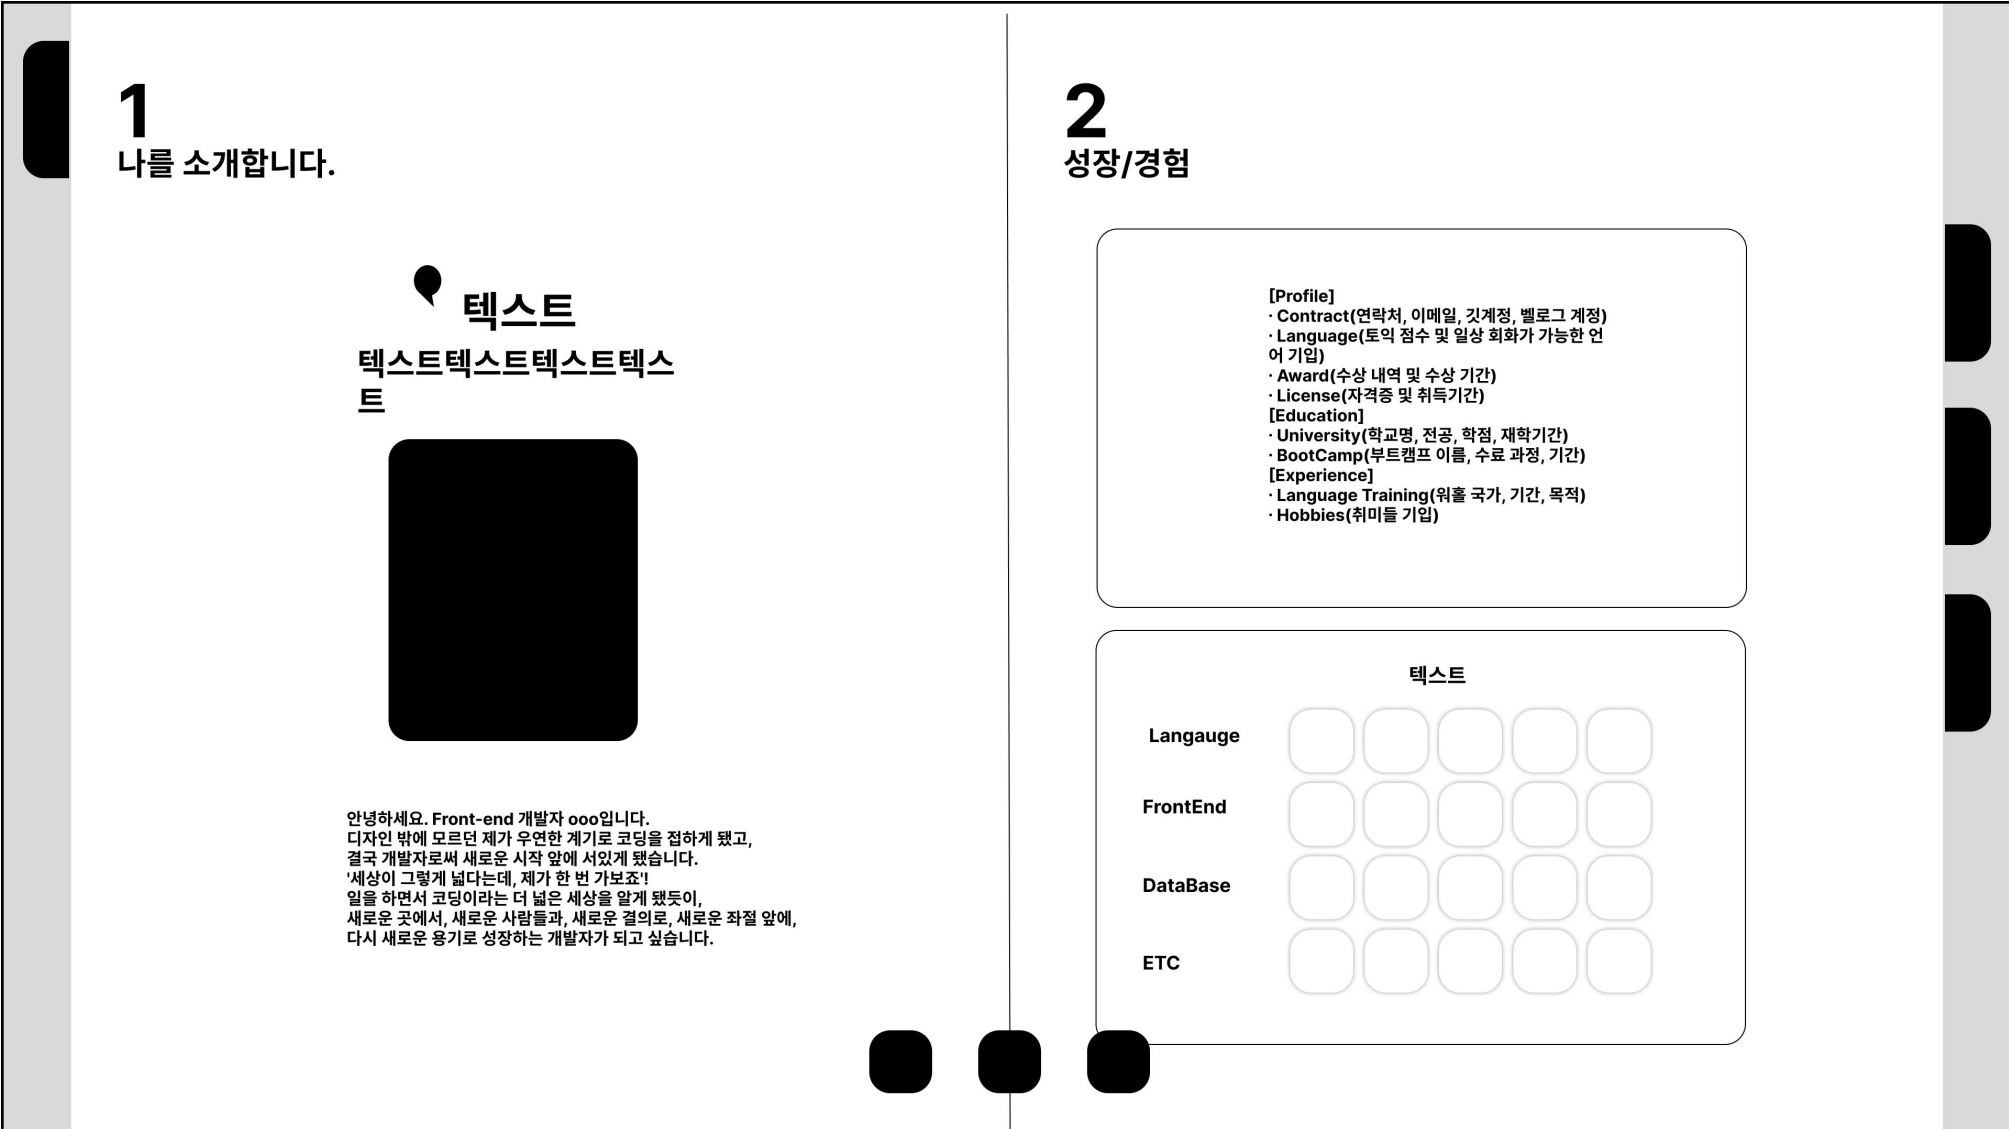 1
나를 소개합니다.
텍스트
텍스트텍스트텍스트텍스
트
안녕하세요. Front-end 개발자 ooo입니다.
디자인 밖에 모르던 제가 우연한 계기로 코딩을 접하게 됐고,
결국 개발자로써 새로운 시작 앞에 서있게 됐습니다.
'세상이 그렇게 넓다는데, 제가 한 번 가보죠'!
일을 하면서 코딩이라는 더 넓은 세상을 알게 됐듯이,
새로운 곳에서, 새로운 사람들과, 새로운 결의로, 새로운 좌절 앞에,
다시 새로운 용기로 성장하는 개발자가 되고 싶습니다.
2
성장/경험
[Profile]
· Contract(연락처, 이메일, 깃계정, 벨로그 계정)
· Language(토익 점수 및 일상 회화가 가능한 언
어 기입)
· Award(수상 내역 및 수상 기간)
· License(자격증 및 취득기간)
[Education]
· University(학교명, 전공, 학점, 재학기간)
· BootCamp(부트캠프 이름, 수료 과정, 기간)
[Experience]
· Language Training(워홀 국가, 기간, 목적)
· Hobbies(취미들 기입)
텍스트
Langauge
FrontEnd
DataBase
ETC